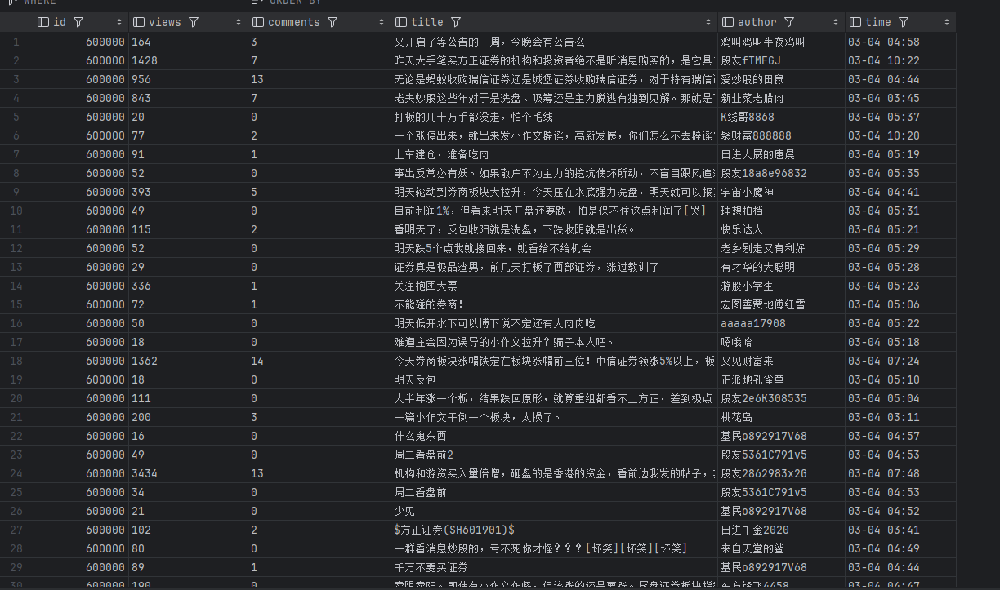 WHERE ORDER BY
id views comments title author time
1 600000 164 3 又开启了等公告的一周，今晚会有公告么 鸡叫鸡叫半夜鸡叫 03-04 04:58
2 600000 1428 7 昨天大手笔买方正证券的机构和投资者绝不是听消息购买的，是它具 股友fTMFGJ 03-04 10:22
3 600000 956 13 无论是蚂蚁收购瑞信证券还是城堡证券收购瑞信证券，对于持有瑞信 爱炒股的田鼠 03-04 04:44
4 600000 843 7 老夫炒股这些年对于是洗盘、吸筹还是主力脱逃有独到见解。那就是 新韭菜老腊肉 03-04 03:45
5 600000 20 0 打板的几十万手都没走，怕个毛线 K线哥8868 03-04 05:37
6 600000 77 2 一个涨停出来，就出来发小作文辟谣，高新发展，你们怎么不去辟谣 聚财富888888 03-04 10:20
7 600000 91 1 上车建仓，准备吃肉 日进大展的唐晨 03-04 05:19
8 600000 52 0 事出反常必有妖。如果散户不为主力的挖坑使坏所动，不盲目跟风追 股友18a8e96832 03-04 05:35
9 600000 393 5 明天轮动到券商板块大拉升，今天压在水底强力洗盘，明天就可以报 宇宙小魔神 03-04 04:41
10 600000 49 0 目前利润1%，但看来明天开盘还要跌，怕是保不住这点利润了[哭] 理想拍档 03-04 05:31
11 600000 115 2 看明天了，反包收阳就是洗盘，下跌收阴就是出货。 快乐达人 03-04 05:21
12 600000 52 0 明天跌5个点我就接回来，就看给不给机会 老乡别走又有利好 03-04 05:29
13 600000 29 0 证券真是极品渣男，前几天打板了西部证券，涨过教训了 有才华的大聪明 03-04 05:28
14 600000 336 1 关注抱团大票 游股小学生 03-04 05:23
15 600000 72 1 不能碰的券商! 宏图善贾地傅红雪 03-04 05:06
16 600000 50 0 明天低开水下可以博下说不定还有大肉肉吃 aaaaa17908 03-04 05:22
17 600000 18 0 难道庄会因为误导的小作文拉升？骗子本人吧。 嗯哦哈 03-04 05:18
18 600000 1362 14 今天券商板块涨幅铁定在板块涨幅前三位！中信证券领涨5%以上，板 又见财富来 03-04 07:24
19 600000 18 0 明天反包 正派地孔雀草 03-04 05:10
20 600000 111 0 大半年涨一个板，结果跌回原形，就算重组都看不上方正，差到极点 股友2e6K308535 03-04 05:04
21 600000 200 3 一篇小作文干倒一个板块，太损了。 桃花岛 03-04 03:11
22 600000 16 0 什么鬼东西 基民o892917V68 03-04 04:57
23 600000 49 0 周二看盘前2 股友5361C791v5 03-04 04:53
24 600000 3434 13 机构和游资买入量倍增，砸盘的是香港的资金，看前边我发的帖子， 股友2862983x2G 03-04 07:48
25 600000 34 0 周二看盘前 股友5361C791v5 03-04 04:53
26 600000 21 0 少见 基民o892917V68 03-04 04:52
27 600000 102 2 $方正证券(SH601901)$ 日进千金2020 03-04 03:41
28 600000 80 0 一群看消息炒股的，亏不死你才怪？？？[坏笑][坏笑][坏笑] 来自天堂的鲨 03-04 04:49
29 600000 89 1 千万不要买证券 基民o892917V68 03-04 04:44
30 600000 190 0 卖阴卖阳。即使有小作文作怪，但该涨的还是要涨。尾盘证券板块指 东方锋飞4458 03-04 04:47